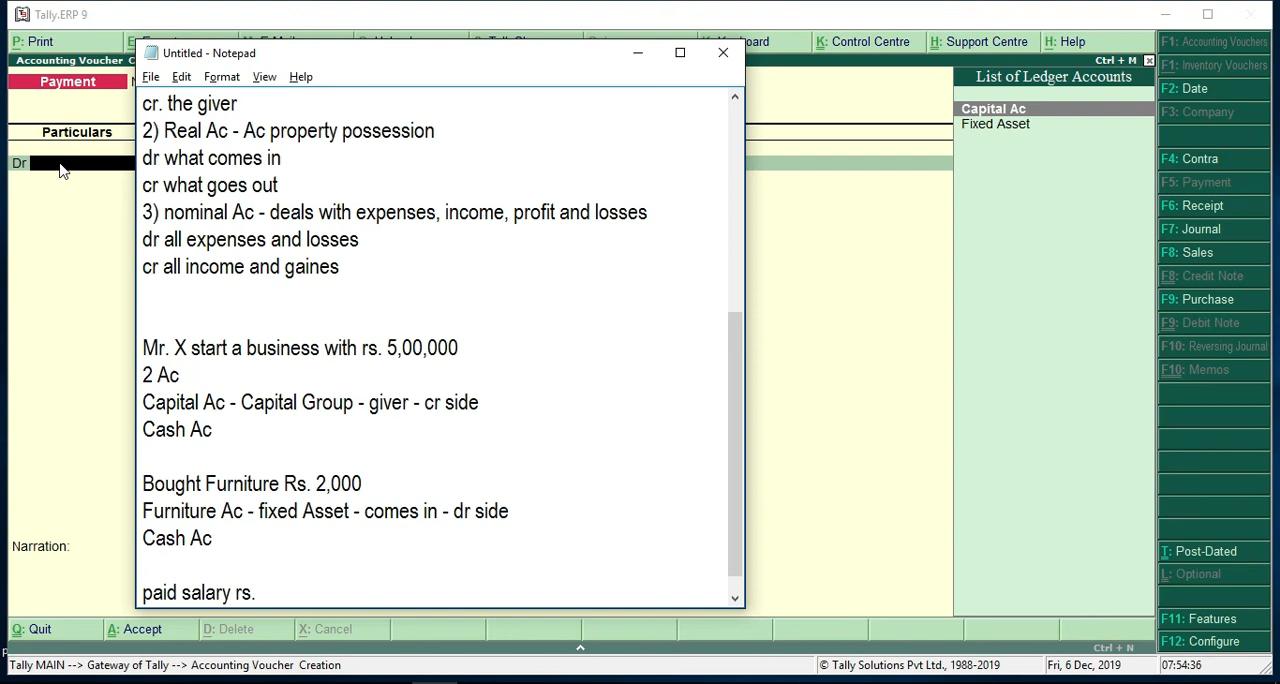 Tally.ERP 9
P: Print
K: Control Centre
H: Support Centre
H: Help
Accounting Voucher C
Ctrl + M
Payment
Particulars
Dr
Narration:
Untitled - Notepad
File Edit Format View Help
cr. the giver
2) Real Ac - Ac property possession
dr what comes in
cr what goes out
3) nominal Ac - deals with expenses, income, profit and losses
dr all expenses and losses
cr all income and gaines
Mr. X start a business with rs. 5,00,000
2 Ac
Capital Ac - Capital Group - giver - cr side
Cash Ac
Bought Furniture Rs. 2,000
Furniture Ac - fixed Asset - comes in - dr side
Cash Ac
paid salary rs.
List of Ledger Accounts
Capital Ac
Fixed Asset
F1: Accounting Vouchers
F1: Inventory Vouchers
F2: Date
F3: Company
F4: Contra
F5: Payment
F6: Receipt
F7: Journal
F8: Sales
F8: Credit Note
F9: Purchase
F9: Debit Note
F10: Reversing Journal
F10: Memos
T: Post-Dated
L: Optional
F11: Features
F12: Configure
Q: Quit
A: Accept
D: Delete
X: Cancel
Ctrl + N
Tally MAIN --> Gateway of Tally --> Accounting Voucher Creation
© Tally Solutions Pvt Ltd., 1988-2019
Fri, 6 Dec, 2019
07:54:36